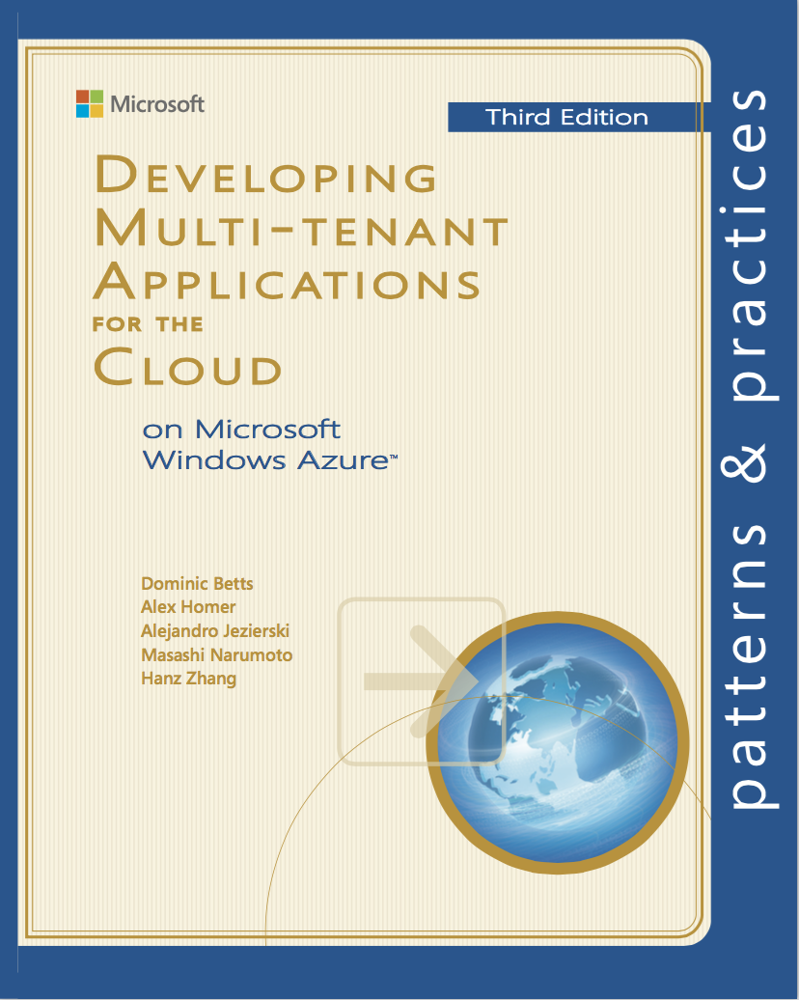 Microsoft
Third Edition
DEVELOPING
MULTI-TENANT
APPLICATIONS
FOR THE
CLOUD
on Microsoft
Windows Azure™
Dominic Betts
Alex Homer
Alejandro Jezierski
Masashi Narumoto
Hanz Zhang
patterns & practices